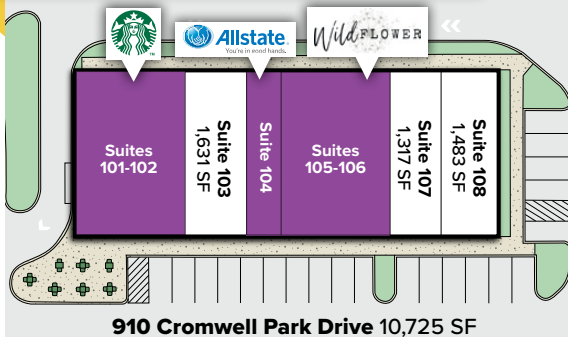 Allstate
You're in good hands.
WildFLOWER
Suites
101-102
Suite 103
1,631 SF
Suite 104
Suites
105-106
Suite 107
1,317 SF
Suite 108
1,483 SF
910 Cromwell Park Drive 10,725 SF